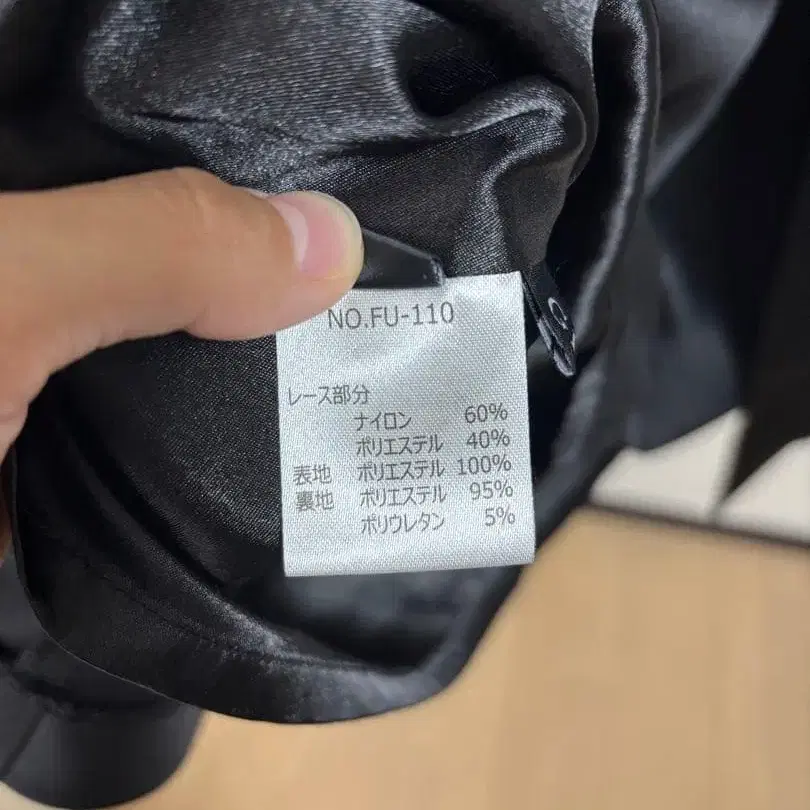 NO.FU-110
レース部分
ナイロン 60%
ポリエステル 40%
表地 ポリエステル 100%
裏地 ポリエステル 95%
ポリウレタン 5%